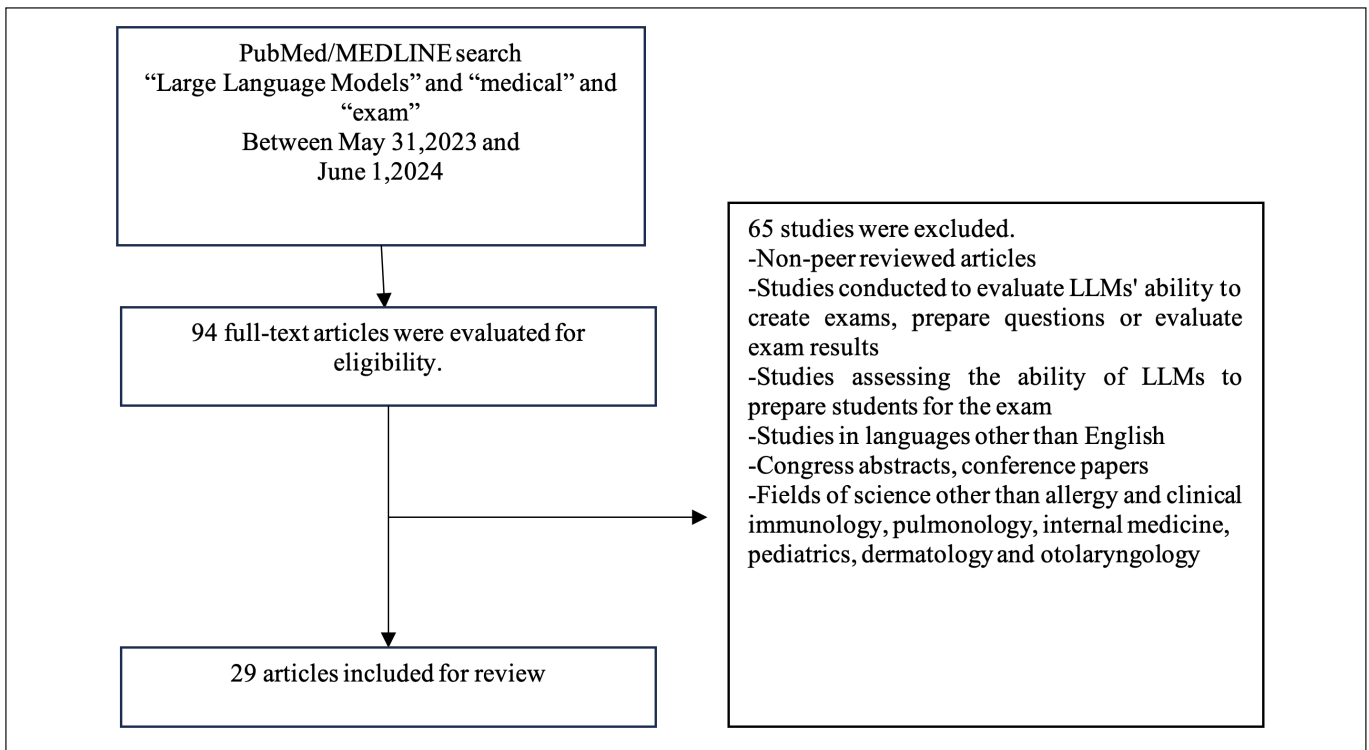 PubMed/MEDLINE search
“Large Language Models” and “medical” and
“exam”
Between May 31,2023 and
June 1,2024
94 full-text articles were evaluated for
eligibility.
65 studies were excluded.
-Non-peer reviewed articles
-Studies conducted to evaluate LLMs' ability to
create exams, prepare questions or evaluate
exam results
-Studies assessing the ability of LLMs to
prepare students for the exam
-Studies in languages other than English
-Congress abstracts, conference papers
-Fields of science other than allergy and clinical
immunology, pulmonology, internal medicine,
pediatrics, dermatology and otolaryngology
29 articles included for review